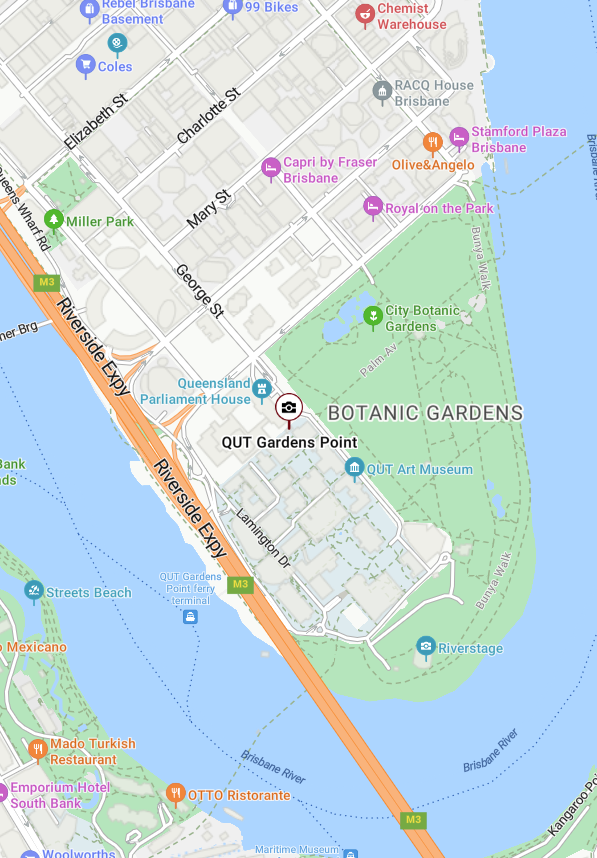 Rebel Brisbane
Basement
99 Bikes
Chemist
Warehouse
Coles
RACQ House
Brisbane
Elizabeth St
Charlotte St
Stamford Plaza
Brisbane
Olive&Angelo
Capri by Fraser
Brisbane
Mary St
Royal on the Park
Queens Wharf Rd
Miller Park
Bunya Walk
Brisbane
George St
M3
City Botanic
Gardens
Riverside Expy
ner Brg
Palm Av
Queensland
Parliament House
BOTANIC GARDENS
QUT Gardens Point
QUT Art Museum
Bank
nds
Riverside Expy
Lamington Dr
QUT Gardens
Point ferry
terminal
M3
Bunya Walk
Streets Beach
o Mexicano
Riverstage
Mado Turkish
Restaurant
Brisbane River
Brisbane River
Emporium Hotel
South Bank
OTTO Ristorante
M3
Kangaroo Poi
Maritime Museum
Woolworths